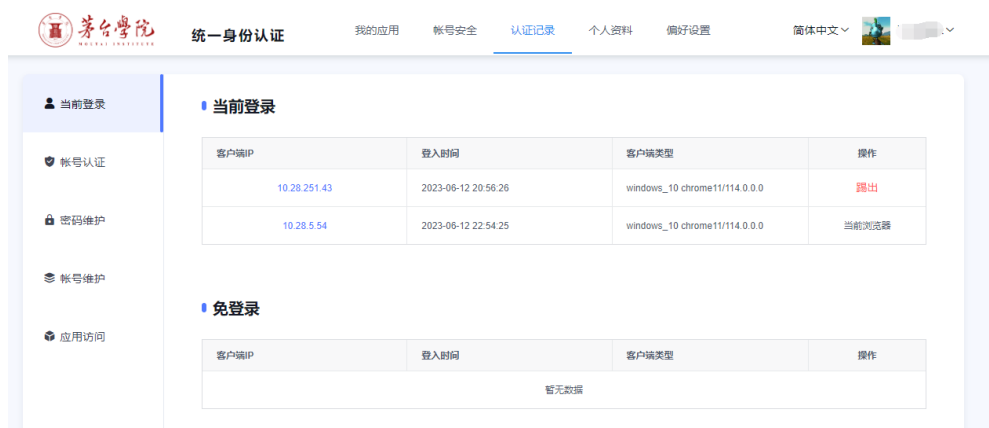 茅台學院 统一身份认证 我的应用 帐号安全 认证记录 个人资料 偏好设置 简体中文
MOUTAI INSTITUTE
当前登录
帐号认证
密码维护
帐号维护
应用访问
当前登录
客户端IP 登入时间 客户端类型 操作
10.28.251.43 2023-06-12 20:56:26 windows_10 chrome11/114.0.0.0 踢出
10.28.5.54 2023-06-12 22:54:25 windows_10 chrome11/114.0.0.0 当前浏览器
免登录
客户端IP 登入时间 客户端类型 操作
暂无数据